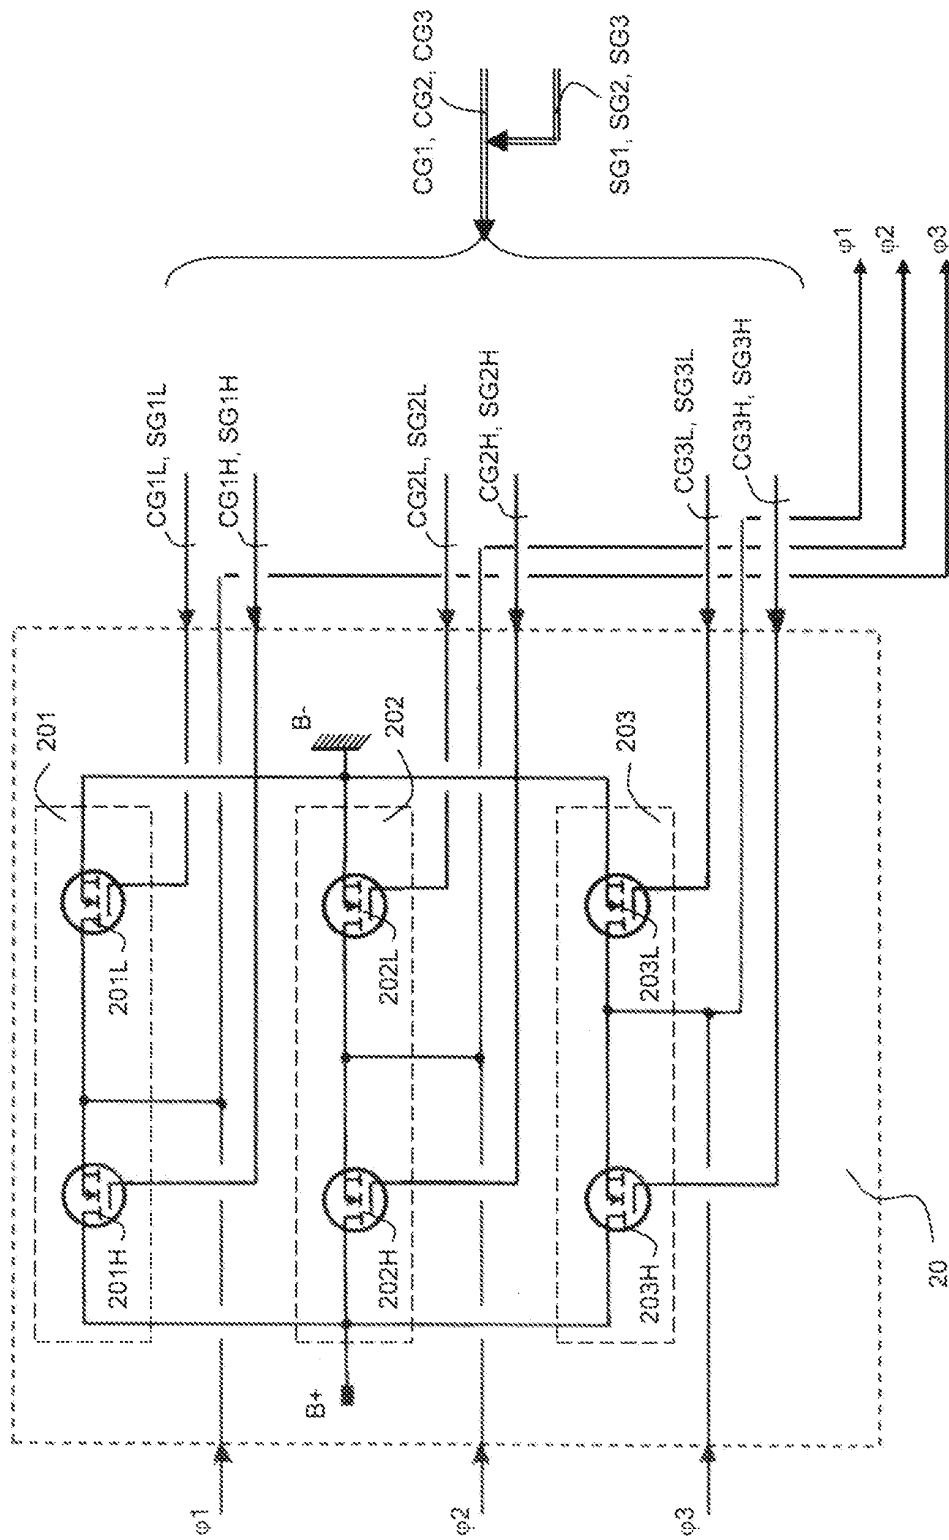 CG1, CG2, CG3
SG1, SG2, SG3
φ1
φ2
φ3
CG1L, SG1L
CG1H, SG1H
CG2L, SG2L
CG2H, SG2H
CG3L, SG3L
CG3H, SG3H
201
B-
202
203
201L
202L
203L
201H
202H
203H
B+
20
φ1
φ2
φ3